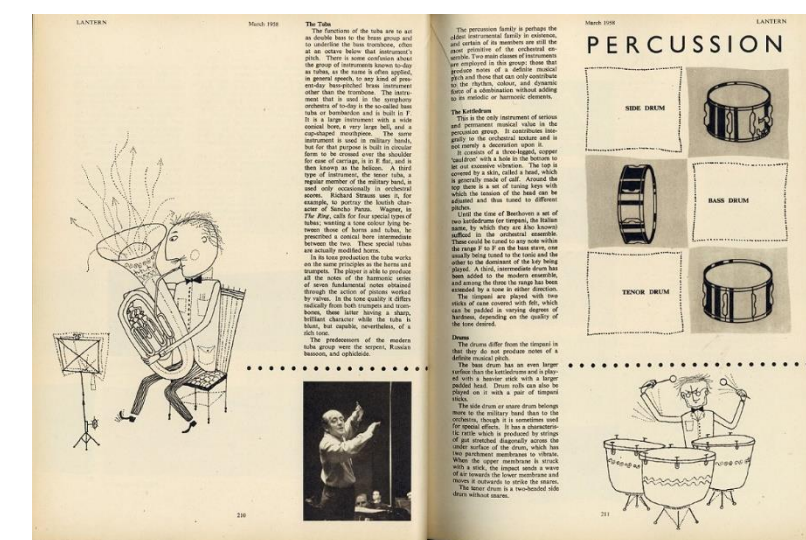 LANTERN
March 1958
The Tuba
The functions of the tuba are to act
as double bass to the brass group and
to underline the bass trombone, often
at an octave below that instrument's
pitch. There is some confusion about
the group of instruments known to-day
as tubas, as the name is often applied,
in general speech, to any kind of pres-
ent-day bass-pitched brass instrument
other than the trombone. The instru-
ment that is used in the symphony
orchestra of to-day is the so-called bass
tuba or bombardon and is built in F.
It is a large instrument with a wide
conical bore, a very large bell, and a
cup-shaped mouthpiece. The same
instrument is used in military bands,
but for that purpose is built in circular
form to be crossed over the shoulder
for ease of carriage, is in E flat, and is
then known as the helicon. A third
type of instrument, the tenor tuba, a
regular member of the military band, is
used only occasionally in orchestral
scores. Richard Strauss uses it, for
example, to portray the loutish char-
acter of Sancho Panza. Wagner, in
The Ring, calls for four special types of
tubas; wanting a tone colour lying be-
tween those of horns and tubas, he
prescribed a conical bore intermediate
between the two. These special tubas
are actually modified horns.
In its tone production the tuba works
on the same principles as the horns and
trumpets. The player is able to produce
all the notes of the harmonic series
of seven fundamental notes obtained
through the action of pistons worked
by valves. In the tone quality it differs
radically from both trumpets and trom-
bones, these latter having a sharp,
brilliant character while the tuba is
blunt, but capable, nevertheless, of a
rich tone.
The predecessors of the modern
tuba group were the serpent, Russian
bassoon, and ophicleide.
210
The percussion family is perhaps the
oldest instrumental family in existence,
and certain of its members are still the
most primitive of the orchestral en-
semble. Two main classes of instruments
are employed in this group; those that
produce notes of a definite musical
pitch and those that can only contribute
to the rhythm, colour, and dynamic
force of a combination without adding
to its melodic or harmonic elements.
The Kettledrum
This is the only instrument of serious
and permanent musical value in the
percussion group. It contributes inte-
grally to the orchestral texture and is
not merely a decoration upon it.
It consists of a three-legged, copper
'cauldron' with a hole in the bottom to
let out excessive vibration. The top is
covered by a skin, called a head, which
is generally made of calf. Around the
top there is a set of tuning keys with
which the tension of the head can be
adjusted and thus tuned to different
pitches.
Until the time of Beethoven a set of
two kettledrums (or timpani, the Italian
name, by which they are also known)
sufficed in the orchestral ensemble.
These could be tuned to any note within
the range F to F on the bass stave, one
usually being tuned to the tonic and the
other to the dominant of the key being
played. A third, intermediate drum has
been added to the modern ensemble,
and among the three the range has been
extended by a tone in either direction.
The timpani are played with two
sticks of cane covered with felt, which
can be padded in varying degrees of
hardness, depending on the quality of
the tone desired.
Drums
The drums differ from the timpani in
that they do not produce notes of a
definite musical pitch.
The bass drum has an even larger
surface than the kettledrums and is play-
ed with a heavier stick with a larger
padded head. Drum rolls can also be
played on it with a pair of timpani
sticks.
The side drum or snare drum belongs
more to the military band than to the
orchestra, though it is sometimes used
for special effects. It has a characteris-
tic rattle which is produced by strings
of gut stretched diagonally across the
under surface of the drum, which has
two parchment membranes to vibrate.
When the upper membrane is struck
with a stick, the impact sends a wave
of air towards the lower membrane and
moves it outwards to strike the snares.
The tenor drum is a two-headed side
drum without snares.
March 1958
LANTERN
PERCUSSION
SIDE DRUM
BASS DRUM
TENOR DRUM
211